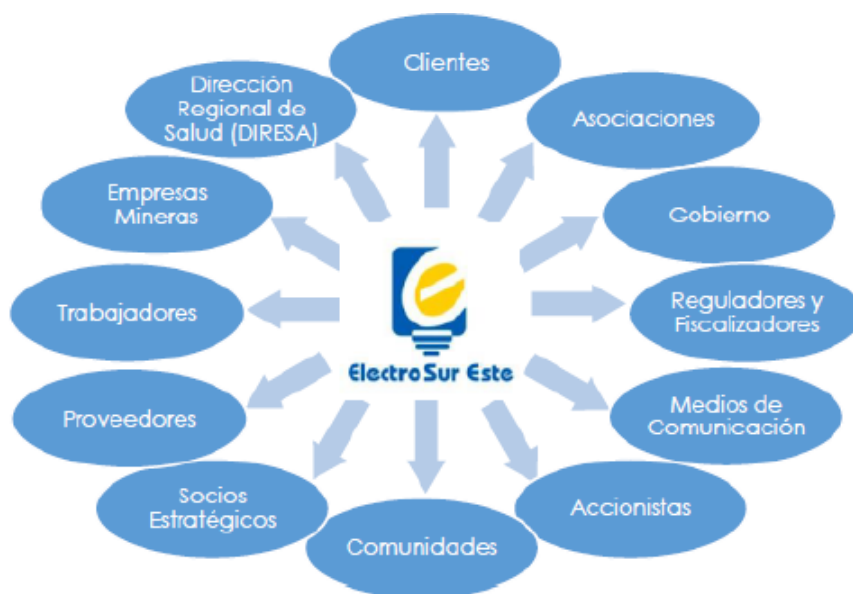 Clientes
Asociaciones
Gobierno
Reguladores y
Fiscalizadores
Medios de
Comunicación
Accionistas
Comunidades
Socios
Estratégicos
Proveedores
Trabajadores
Empresas
Mineras
Dirección
Regional de
Salud (DIRESA)
ElectroSur Este